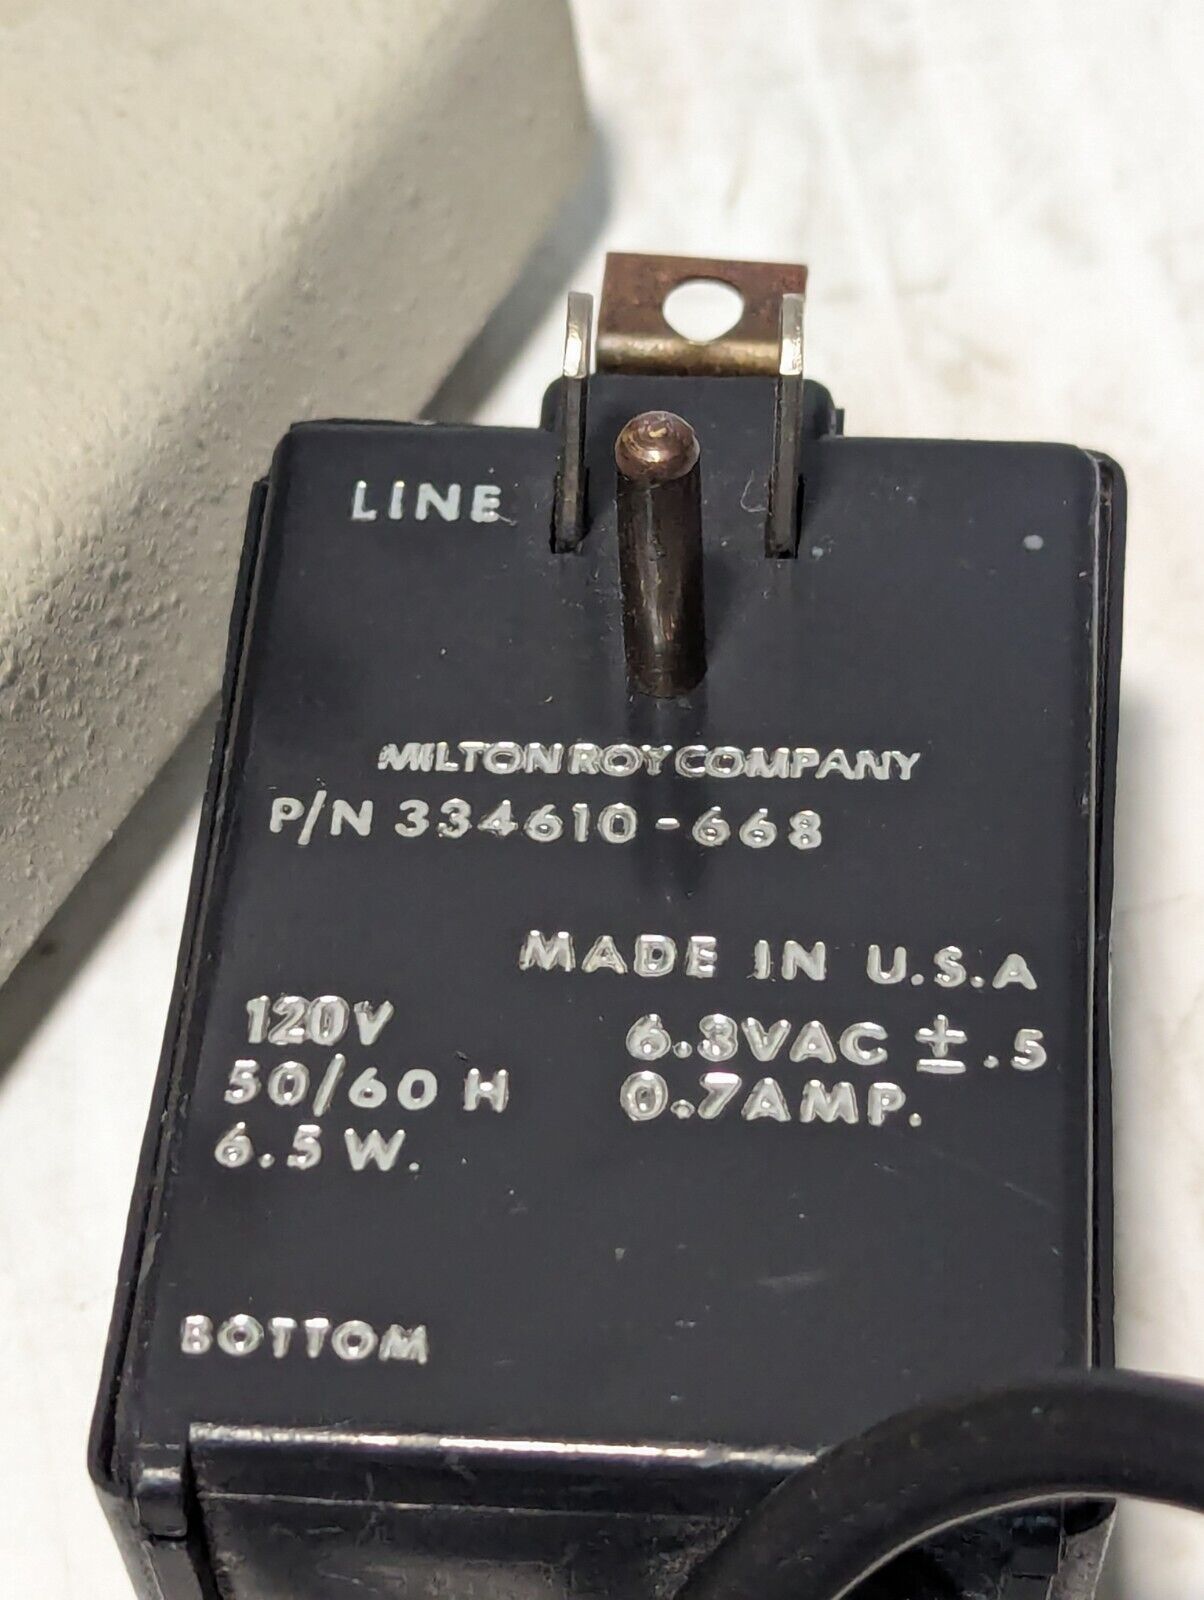 LINE
MILTON ROY COMPANY
P/N 334610-668
MADE IN U.S.A
120V
50/60 H
6.5 W.
6.3VAC ± .5
0.7AMP.
BOTTOM